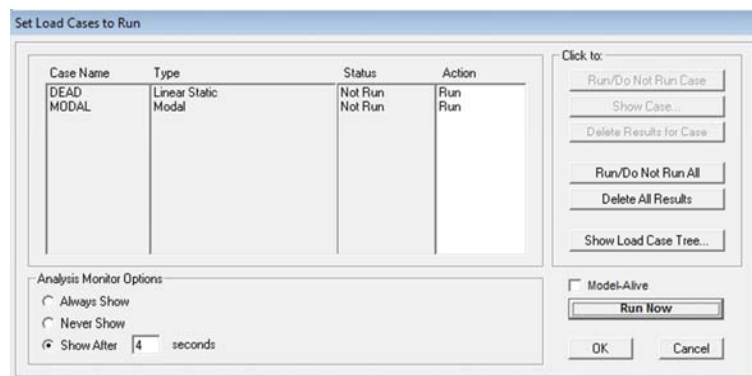 Set Load Cases to Run
Case Name Type Status Action
DEAD Linear Static Not Run Run
MODAL Modal Not Run Run
Click to:
Run/Do Not Run Case
Show Case...
Delete Results for Case
Run/Do Not Run All
Delete All Results
Show Load Case Tree...
Analysis Monitor Options
Always Show
Never Show
Show After 4 seconds
Model-Alive
Run Now
OK Cancel